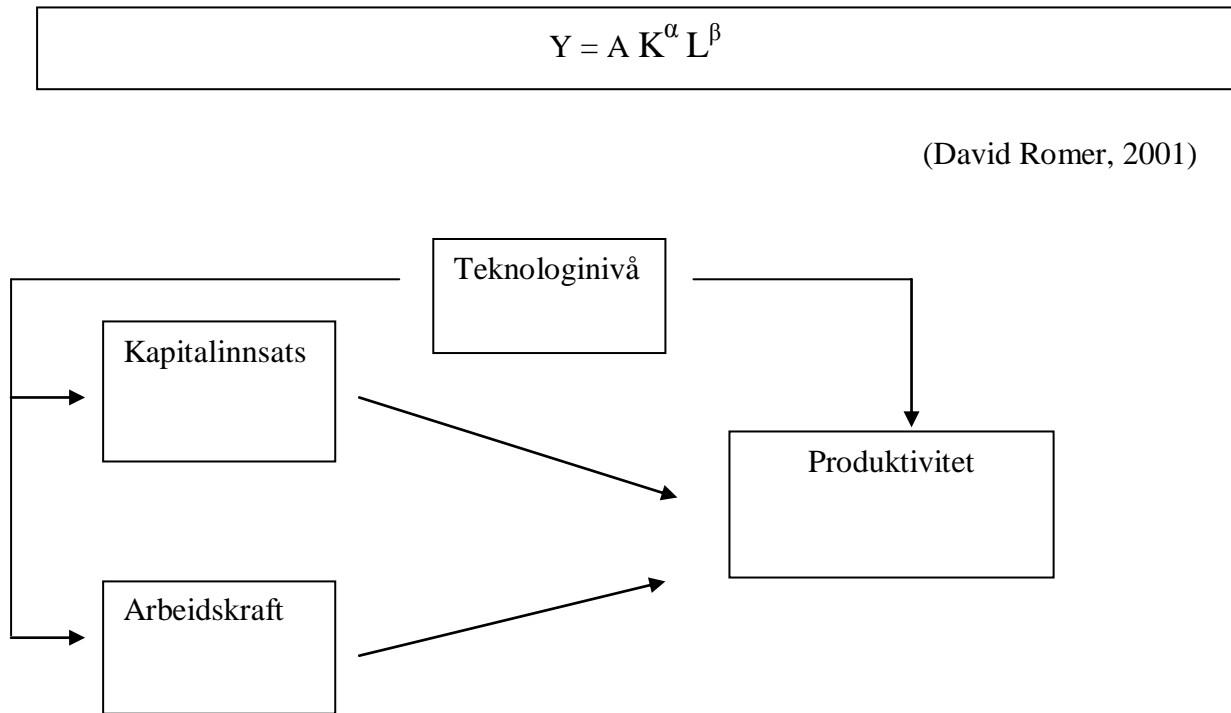 Y = A K^α L^β
(David Romer, 2001)
Teknologinivå
Kapitalinnsats
Produktivitet
Arbeidskraft